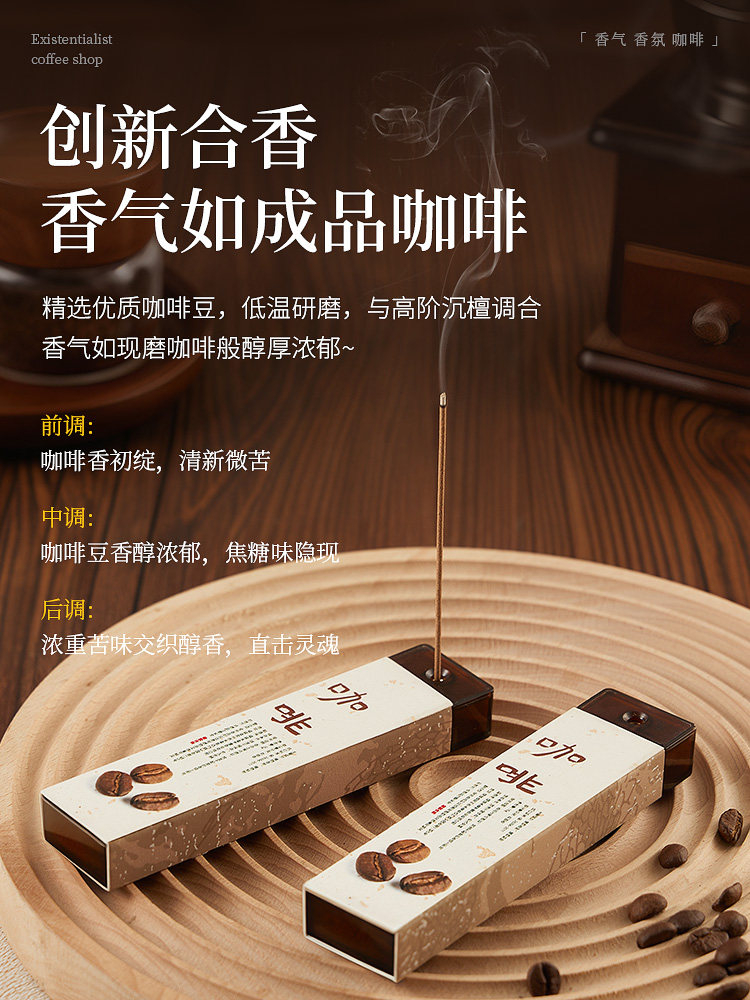 Existentialist
coffee shop
「 香气 香氛 咖啡 」
创新合香
香气如成品咖啡
精选优质咖啡豆，低温研磨，与高阶沉檀调合
香气如现磨咖啡般醇厚浓郁~
前调:
咖啡香初绽，清新微苦
中调:
咖啡豆香醇浓郁，焦糖味隐现
后调:
浓重苦味交织醇香，直击灵魂
咖啡
咖啡